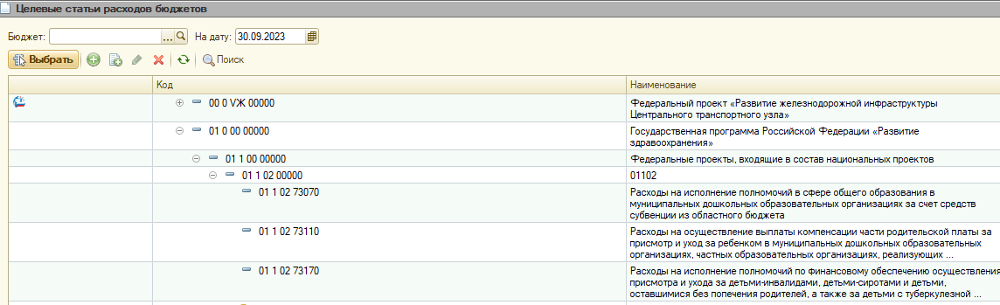 Целевые статьи расходов бюджетов
Бюджет: ... На дату: 30.09.2023
Выбрать Поиск
Код Наименование
00 0 VЖ 00000 Федеральный проект «Развитие железнодорожной инфраструктуры
Центрального транспортного узла»
01 0 00 00000 Государственная программа Российской Федерации «Развитие
здравоохранения»
01 1 00 00000 Федеральные проекты, входящие в состав национальных проектов
01 1 02 00000 01102
01 1 02 73070 Расходы на исполнение полномочий в сфере общего образования в
муниципальных дошкольных образовательных организациях за счет средств
субвенции из областного бюджета
01 1 02 73110 Расходы на осуществление выплаты компенсации части родительской платы за
присмотр и уход за ребенком в муниципальных дошкольных образовательных
организациях, частных образовательных организациях, реализующих ...
01 1 02 73170 Расходы на исполнение полномочий по финансовому обеспечению осуществления
присмотра и ухода за детьми-инвалидами, детьми-сиротами и детьми,
оставшимися без попечения родителей, а также за детьми с туберкулезной ...